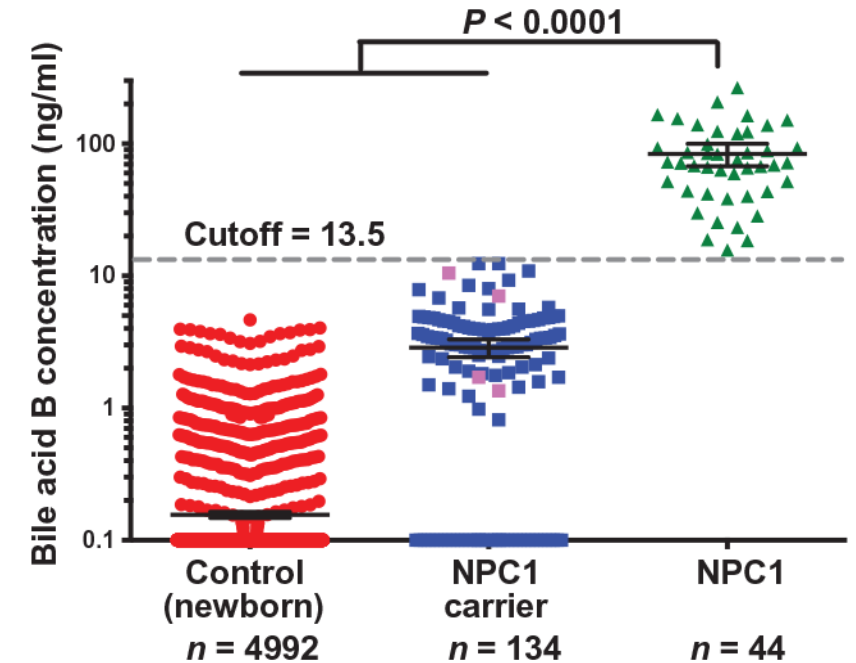 P < 0.0001
Bile acid B concentration (ng/ml)
100
Cutoff = 13.5
10
1
0.1
Control
(newborn)
n = 4992
NPC1
carrier
n = 134
NPC1
n = 44